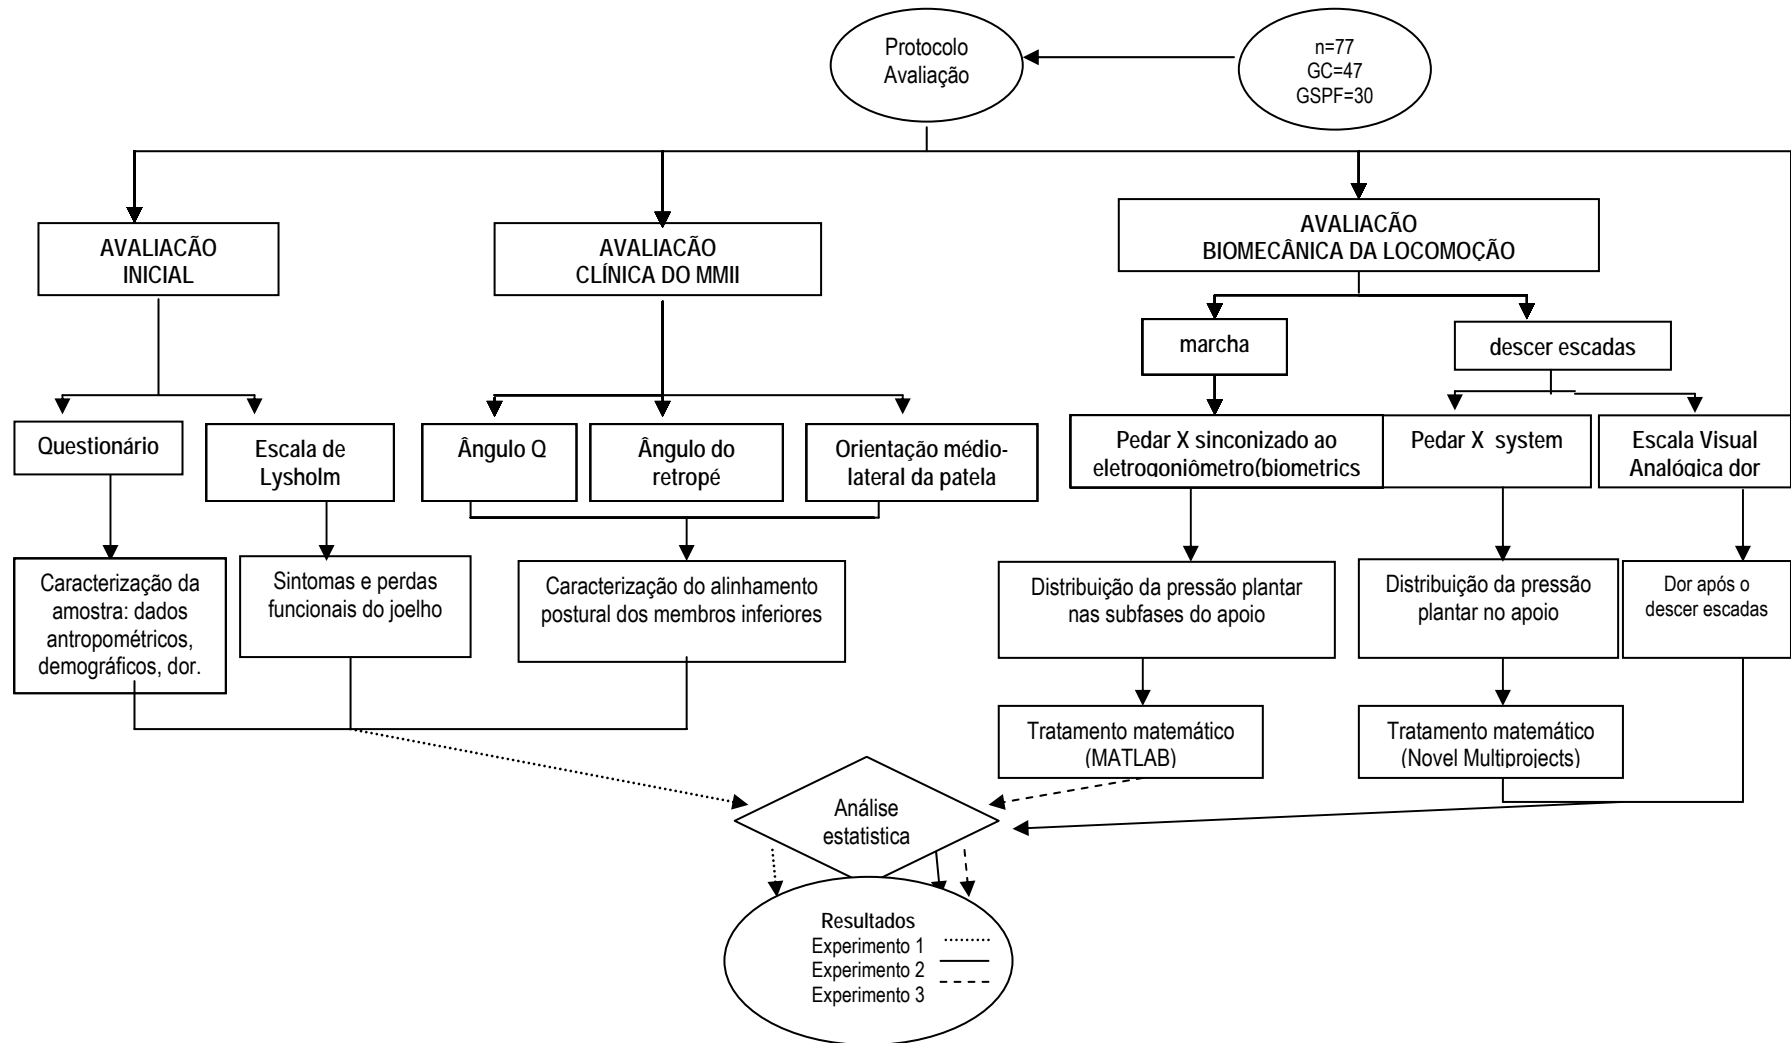 Protocolo
Avaliação
n=77
GC=47
GSPF=30
AVALIACÃO
INICIAL
AVALIACÃO
CLÍNICA DO MMII
AVALIACÃO
BIOMECÂNICA DA LOCOMOÇÃO
marcha
descer escadas
Questionário
Escala de
Lysholm
Ângulo Q
Ângulo do
retropé
Orientação médio-
lateral da patela
Pedar X sinconizado ao
eletrogoniômetro(biometrics
Pedar X system
Escala Visual
Analógica dor
Caracterização da
amostra: dados
antropométricos,
demográficos, dor.
Sintomas e perdas
funcionais do joelho
Caracterização do alinhamento
postural dos membros inferiores
Distribuição da pressão plantar
nas subfases do apoio
Distribuição da pressão
plantar no apoio
Dor após o
descer escadas
Tratamento matemático
(MATLAB)
Tratamento matemático
(Novel Multiprojects)
Análise
estatistica
Resultados
Experimento 1
Experimento 2
Experimento 3